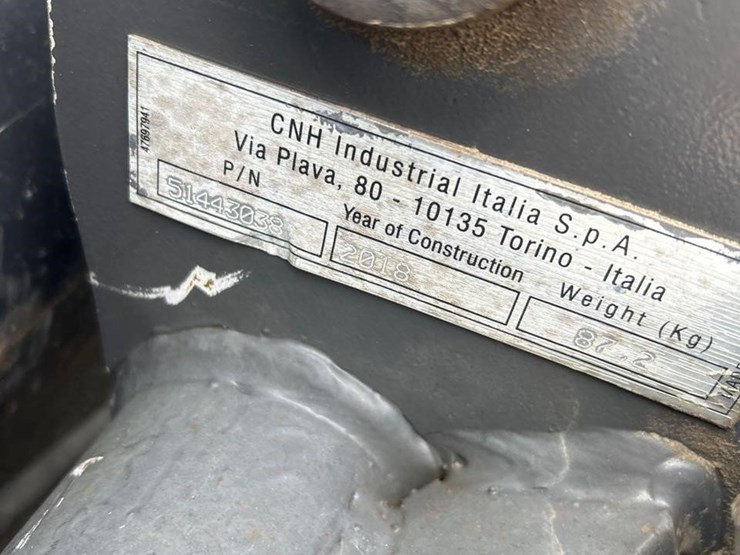 47697941
CNH Industrial Italia S.p.A.
Via Plava, 80 - 10135 Torino - Italia
P/N Year of Construction Weight (Kg)
51443038 2018 87,2